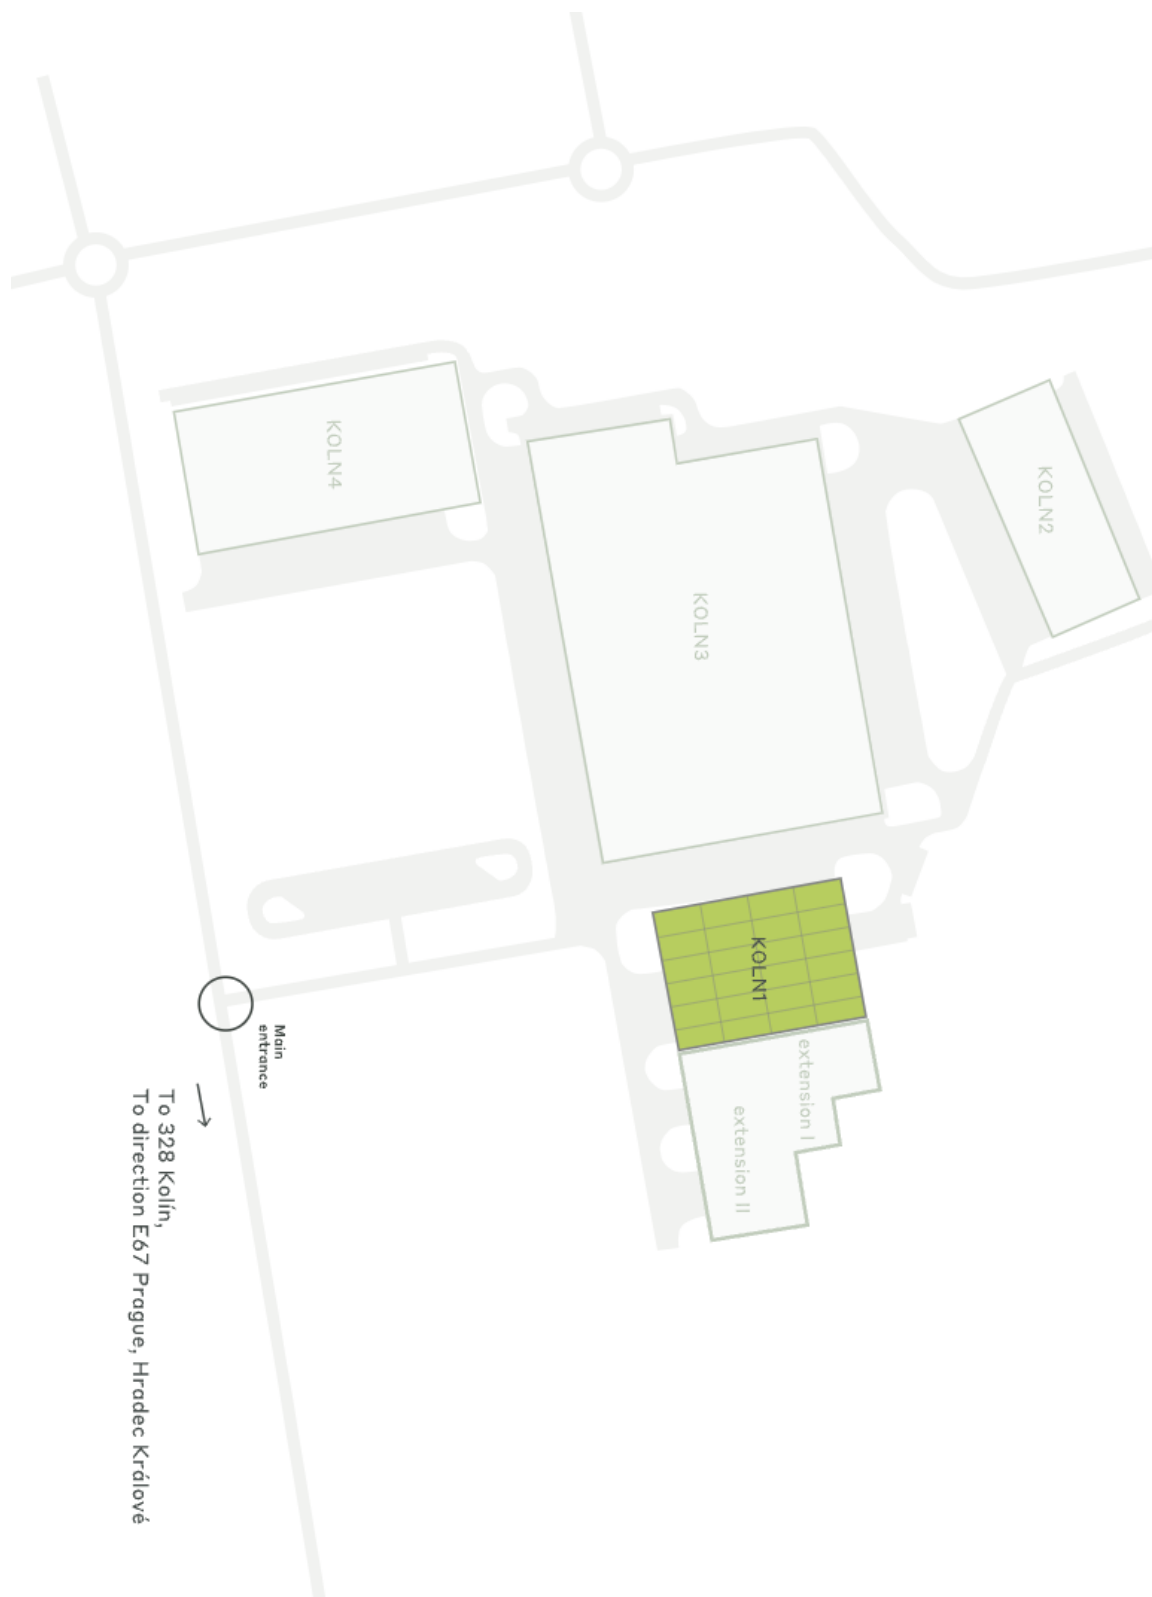 KOLN4
KOLN3
KOLN2
KOLN1
extension I
extension II
Main
entrance
To 328 Kolín,
To direction E67 Prague, Hradec Králové